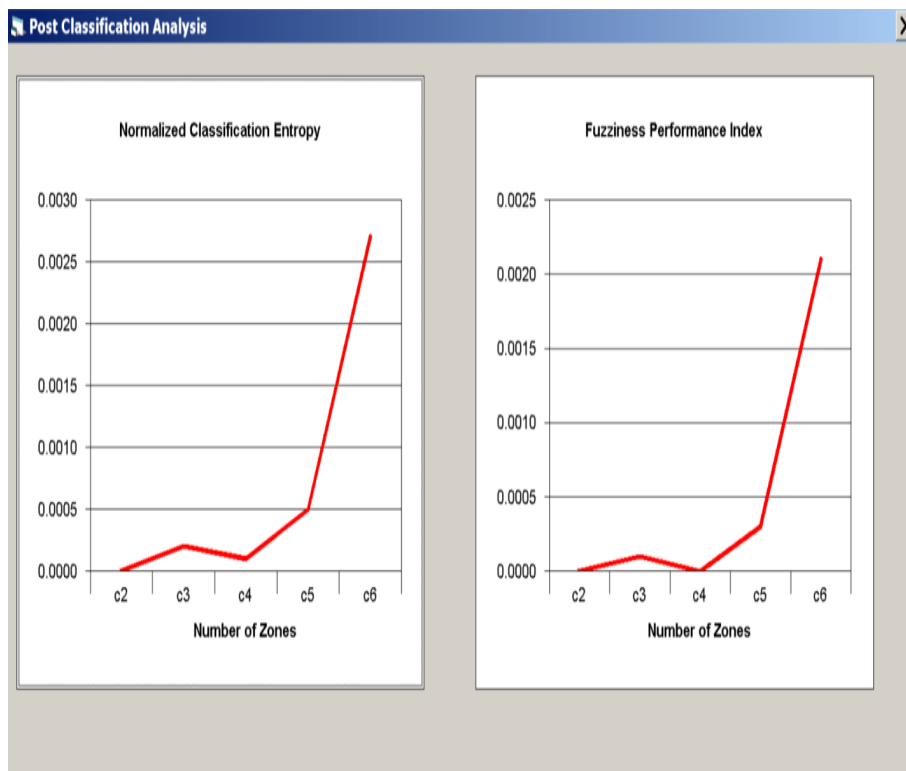 Post Classification Analysis
Normalized Classification Entropy
0.0030
0.0025
0.0020
0.0015
0.0010
0.0005
0.0000
c2 c3 c4 c5 c6
Number of Zones
Fuzziness Performance Index
0.0025
0.0020
0.0015
0.0010
0.0005
0.0000
c2 c3 c4 c5 c6
Number of Zones